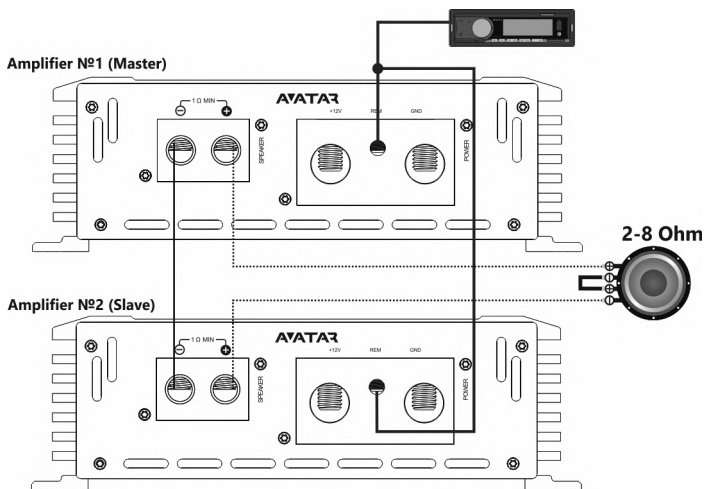 Amplifier №1 (Master)
⊖ 1 Ω MIN ⊕
SPEAKER
AVATAR
+12V REM GND
POWER
2-8 Ohm
Amplifier №2 (Slave)
⊖ 1 Ω MIN ⊕
SPEAKER
AVATAR
+12V REM GND
POWER